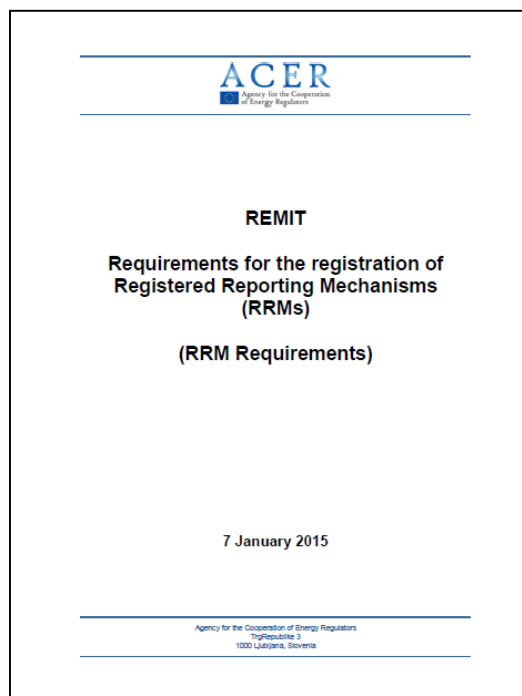 ACER
Agency for the Cooperation
of Energy Regulators
REMIT
Requirements for the registration of
Registered Reporting Mechanisms
(RRMs)
(RRM Requirements)
7 January 2015
Agency for the Cooperation of Energy Regulators
TrgRepublike 3
1000 Ljubljana, Slovenia